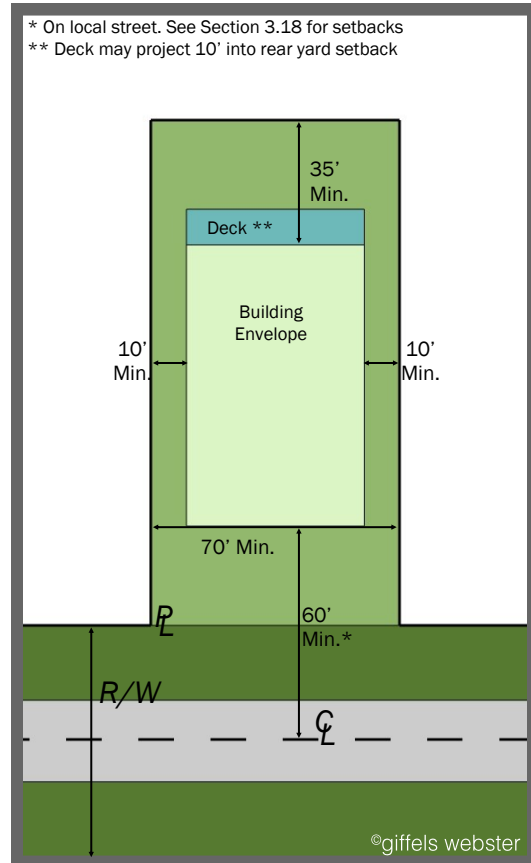 * On local street. See Section 3.18 for setbacks
** Deck may project 10’ into rear yard setback
35’
Min.
Deck **
Building
Envelope
10’
Min.
10’
Min.
70’ Min.
60’
Min.*
PL
R/W
CL
©giffels webster